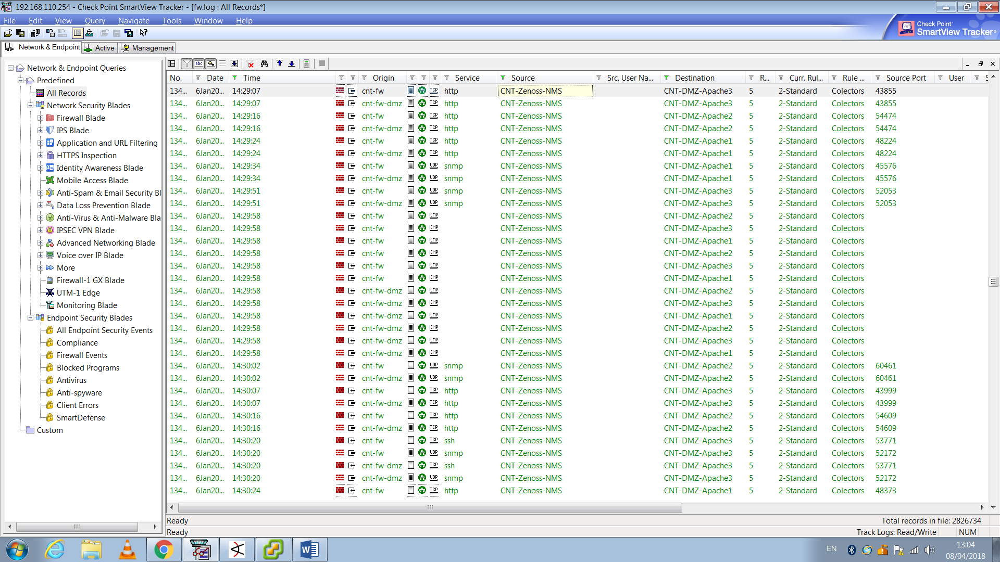 192.168.110.254 - Check Point SmartView Tracker - [fw.log : All Records*]
File Edit View Query Navigate Tools Window Help
Check Point
SmartView Tracker
Network & Endpoint Active Management
Network & Endpoint Queries
Predefined
All Records
Network Security Blades
Firewall Blade
IPS Blade
Application and URL Filtering
HTTPS Inspection
Identity Awareness Blade
Mobile Access Blade
Anti-Spam & Email Security Bl
Data Loss Prevention Blade
Anti-Virus & Anti-Malware Bla
IPSEC VPN Blade
Advanced Networking Blade
Voice over IP Blade
More
Firewall-1 GX Blade
UTM-1 Edge
Monitoring Blade
Endpoint Security Blades
All Endpoint Security Events
Compliance
Firewall Events
Blocked Programs
Antivirus
Anti-spyware
Client Errors
SmartDefense
Custom
abc
No. Date Time Origin Service Source Src. User Na... Destination R... Curr. Rul... Rule ... Source Port User S
134... 6Jan20... 14:29:07 cnt-fw TCP http CNT-Zenoss-NMS CNT-DMZ-Apache3 5 2-Standard Colectors 43855
134... 6Jan20... 14:29:07 cnt-fw-dmz TCP http CNT-Zenoss-NMS CNT-DMZ-Apache3 5 2-Standard Colectors 43855
134... 6Jan20... 14:29:16 cnt-fw TCP http CNT-Zenoss-NMS CNT-DMZ-Apache2 5 2-Standard Colectors 54474
134... 6Jan20... 14:29:16 cnt-fw-dmz TCP http CNT-Zenoss-NMS CNT-DMZ-Apache2 5 2-Standard Colectors 54474
134... 6Jan20... 14:29:24 cnt-fw TCP http CNT-Zenoss-NMS CNT-DMZ-Apache1 5 2-Standard Colectors 48224
134... 6Jan20... 14:29:24 cnt-fw-dmz TCP http CNT-Zenoss-NMS CNT-DMZ-Apache1 5 2-Standard Colectors 48224
134... 6Jan20... 14:29:34 cnt-fw UDP snmp CNT-Zenoss-NMS CNT-DMZ-Apache1 5 2-Standard Colectors 45576
134... 6Jan20... 14:29:34 cnt-fw-dmz UDP snmp CNT-Zenoss-NMS CNT-DMZ-Apache1 5 2-Standard Colectors 45576
134... 6Jan20... 14:29:51 cnt-fw UDP snmp CNT-Zenoss-NMS CNT-DMZ-Apache3 5 2-Standard Colectors 52053
134... 6Jan20... 14:29:51 cnt-fw-dmz UDP snmp CNT-Zenoss-NMS CNT-DMZ-Apache3 5 2-Standard Colectors 52053
134... 6Jan20... 14:29:58 cnt-fw ICMP CNT-Zenoss-NMS CNT-DMZ-Apache2 5 2-Standard Colectors
134... 6Jan20... 14:29:58 cnt-fw ICMP CNT-Zenoss-NMS CNT-DMZ-Apache3 5 2-Standard Colectors
134... 6Jan20... 14:29:58 cnt-fw ICMP CNT-Zenoss-NMS CNT-DMZ-Apache1 5 2-Standard Colectors
134... 6Jan20... 14:29:58 cnt-fw ICMP CNT-Zenoss-NMS CNT-DMZ-Apache2 5 2-Standard Colectors
134... 6Jan20... 14:29:58 cnt-fw ICMP CNT-Zenoss-NMS CNT-DMZ-Apache3 5 2-Standard Colectors
134... 6Jan20... 14:29:58 cnt-fw ICMP CNT-Zenoss-NMS CNT-DMZ-Apache1 5 2-Standard Colectors
134... 6Jan20... 14:29:58 cnt-fw-dmz ICMP CNT-Zenoss-NMS CNT-DMZ-Apache2 5 2-Standard Colectors
134... 6Jan20... 14:29:58 cnt-fw-dmz ICMP CNT-Zenoss-NMS CNT-DMZ-Apache3 5 2-Standard Colectors
134... 6Jan20... 14:29:58 cnt-fw-dmz ICMP CNT-Zenoss-NMS CNT-DMZ-Apache1 5 2-Standard Colectors
134... 6Jan20... 14:29:58 cnt-fw-dmz ICMP CNT-Zenoss-NMS CNT-DMZ-Apache2 5 2-Standard Colectors
134... 6Jan20... 14:29:58 cnt-fw-dmz ICMP CNT-Zenoss-NMS CNT-DMZ-Apache3 5 2-Standard Colectors
134... 6Jan20... 14:29:58 cnt-fw-dmz ICMP CNT-Zenoss-NMS CNT-DMZ-Apache1 5 2-Standard Colectors
134... 6Jan20... 14:30:02 cnt-fw UDP snmp CNT-Zenoss-NMS CNT-DMZ-Apache2 5 2-Standard Colectors 60461
134... 6Jan20... 14:30:02 cnt-fw-dmz UDP snmp CNT-Zenoss-NMS CNT-DMZ-Apache2 5 2-Standard Colectors 60461
134... 6Jan20... 14:30:07 cnt-fw TCP http CNT-Zenoss-NMS CNT-DMZ-Apache3 5 2-Standard Colectors 43999
134... 6Jan20... 14:30:07 cnt-fw-dmz TCP http CNT-Zenoss-NMS CNT-DMZ-Apache3 5 2-Standard Colectors 43999
134... 6Jan20... 14:30:16 cnt-fw TCP http CNT-Zenoss-NMS CNT-DMZ-Apache2 5 2-Standard Colectors 54609
134... 6Jan20... 14:30:16 cnt-fw-dmz TCP http CNT-Zenoss-NMS CNT-DMZ-Apache2 5 2-Standard Colectors 54609
134... 6Jan20... 14:30:20 cnt-fw TCP ssh CNT-Zenoss-NMS CNT-DMZ-Apache3 5 2-Standard Colectors 53771
134... 6Jan20... 14:30:20 cnt-fw UDP snmp CNT-Zenoss-NMS CNT-DMZ-Apache3 5 2-Standard Colectors 52172
134... 6Jan20... 14:30:20 cnt-fw-dmz TCP ssh CNT-Zenoss-NMS CNT-DMZ-Apache3 5 2-Standard Colectors 53771
134... 6Jan20... 14:30:20 cnt-fw-dmz UDP snmp CNT-Zenoss-NMS CNT-DMZ-Apache3 5 2-Standard Colectors 52172
134... 6Jan20... 14:30:24 cnt-fw TCP http CNT-Zenoss-NMS CNT-DMZ-Apache1 5 2-Standard Colectors 48373
Ready Total records in file: 2826734
Ready Track Logs: Read/Write NUM
EN 13:04
08/04/2018